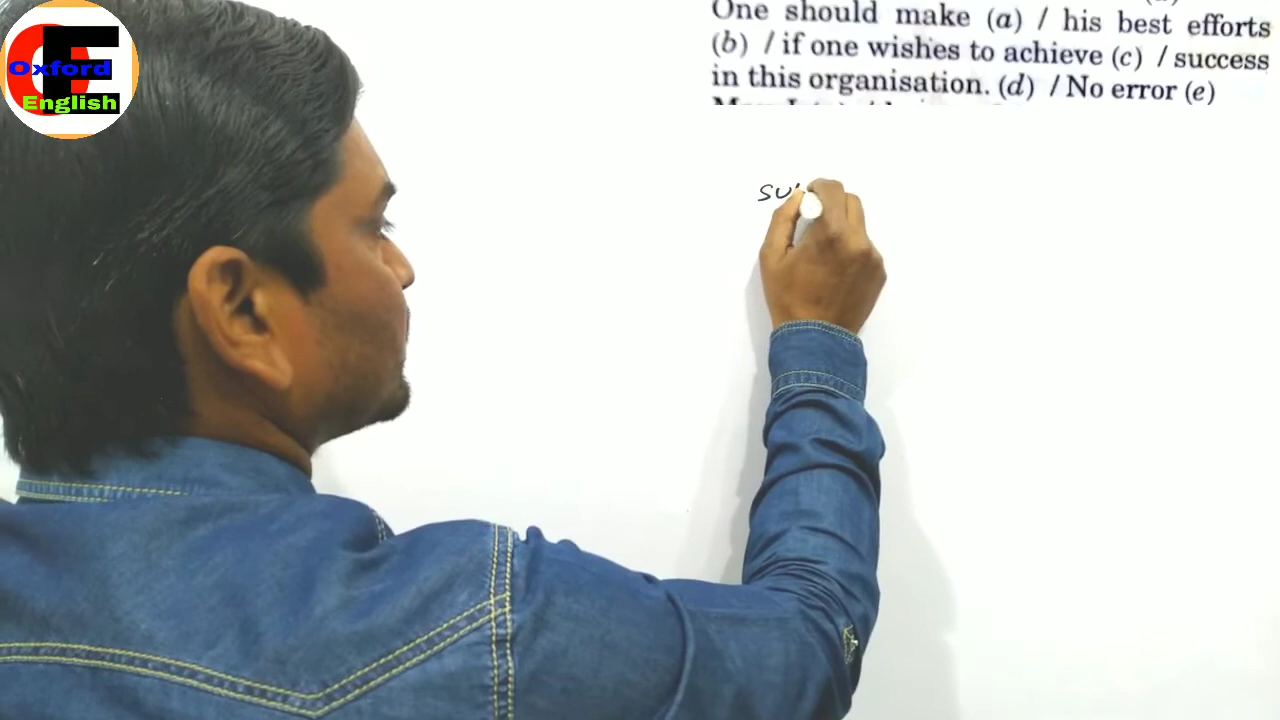 Oxford
English
One should make (a) / his best efforts
(b) / if one wishes to achieve (c) / success
in this organisation. (d) / No error (e)
SU